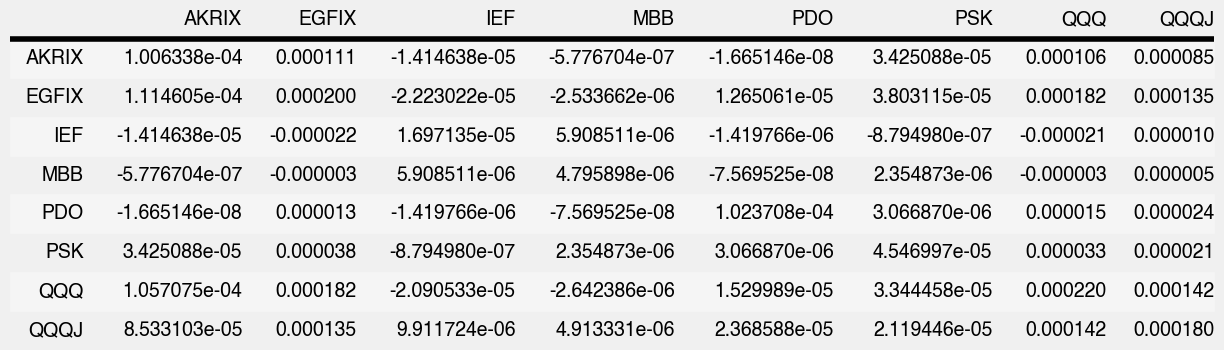 AKRIX EGFIX IEF MBB PDO PSK QQQ QQQJ
AKRIX 1.006338e-04 0.000111 -1.414638e-05 -5.776704e-07 -1.665146e-08 3.425088e-05 0.000106 0.000085
EGFIX 1.114605e-04 0.000200 -2.223022e-05 -2.533662e-06 1.265061e-05 3.803115e-05 0.000182 0.000135
IEF -1.414638e-05 -0.000022 1.697135e-05 5.908511e-06 -1.419766e-06 -8.794980e-07 -0.000021 0.000010
MBB -5.776704e-07 -0.000003 5.908511e-06 4.795898e-06 -7.569525e-08 2.354873e-06 -0.000003 0.000005
PDO -1.665146e-08 0.000013 -1.419766e-06 -7.569525e-08 1.023708e-04 3.066870e-06 0.000015 0.000024
PSK 3.425088e-05 0.000038 -8.794980e-07 2.354873e-06 3.066870e-06 4.546997e-05 0.000033 0.000021
QQQ 1.057075e-04 0.000182 -2.090533e-05 -2.642386e-06 1.529989e-05 3.344458e-05 0.000220 0.000142
QQQJ 8.533103e-05 0.000135 9.911724e-06 4.913331e-06 2.368588e-05 2.119446e-05 0.000142 0.000180